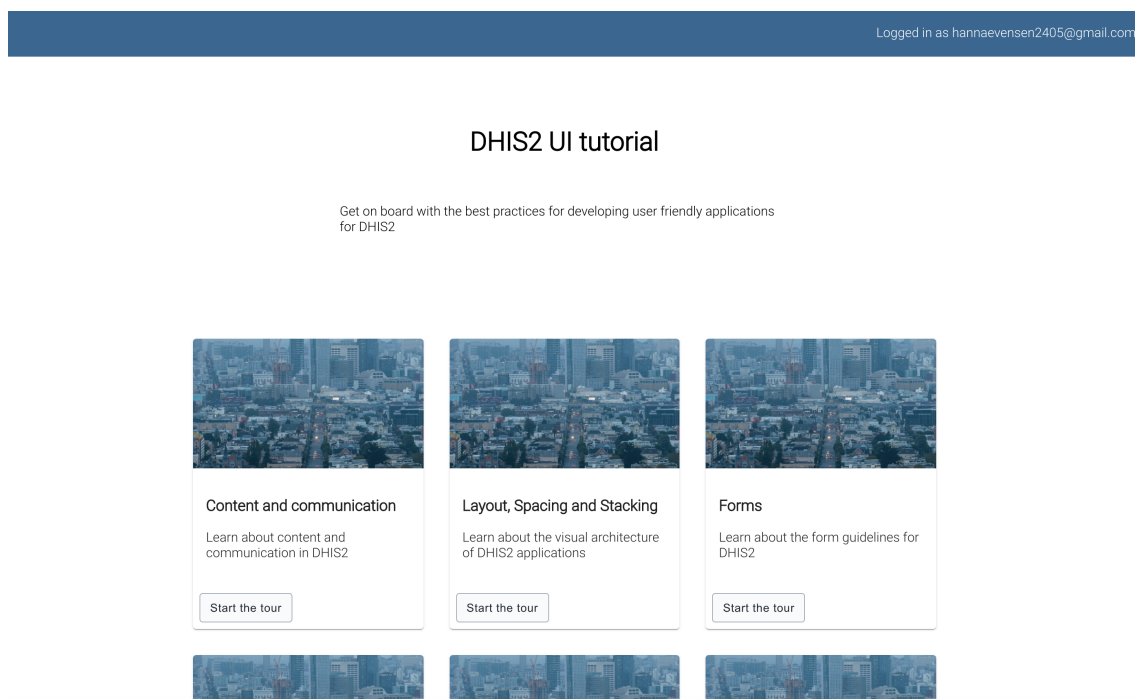 Logged in as hannaevensen2405@gmail.com
DHIS2 UI tutorial
Get on board with the best practices for developing user friendly applications
for DHIS2
Content and communication
Learn about content and
communication in DHIS2
Start the tour
Layout, Spacing and Stacking
Learn about the visual architecture
of DHIS2 applications
Start the tour
Forms
Learn about the form guidelines for
DHIS2
Start the tour